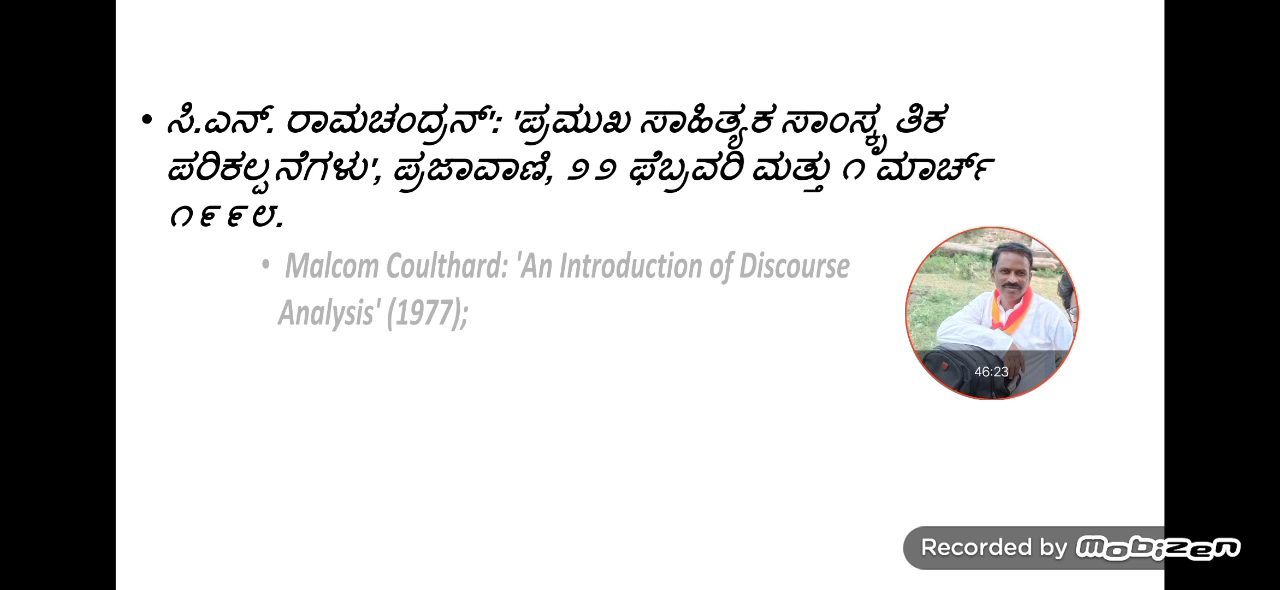 • ಸಿ.ಎನ್. ರಾಮಚಂದ್ರನ್': 'ಪ್ರಮುಖ ಸಾಹಿತ್ಯಕ ಸಾಂಸ್ಕೃತಿಕ
ಪರಿಕಲ್ಪನೆಗಳು', ಪ್ರಜಾವಾಣಿ, ೨೨ ಫೆಬ್ರವರಿ ಮತ್ತು ೧ ಮಾರ್ಚ್
೧೯೯೮.
• Malcom Coulthard: 'An Introduction of Discourse
Analysis' (1977);
46:23
Recorded by mobizen